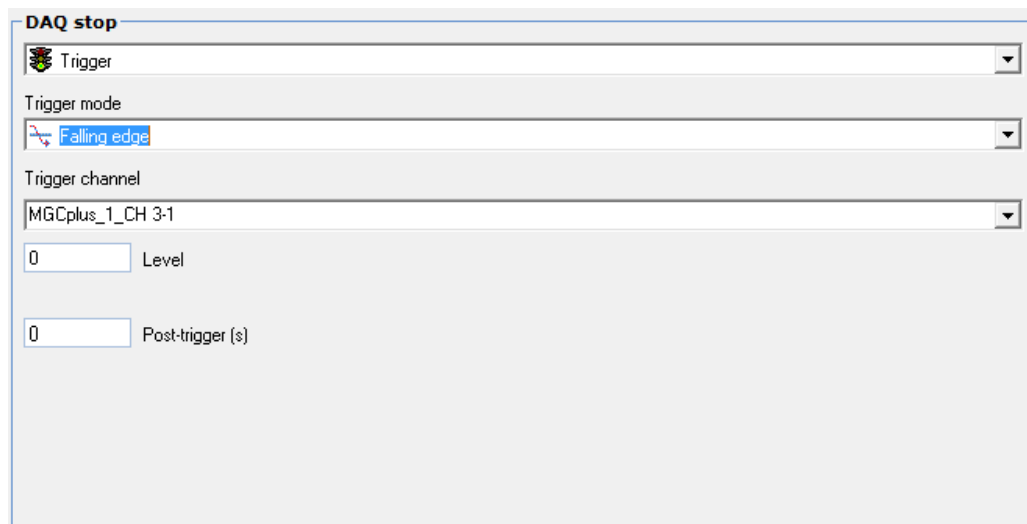 DAQ stop
Trigger
Trigger mode
Falling edge
Trigger channel
MGCplus_1_CH 3-1
0 Level
0 Post-trigger (s)